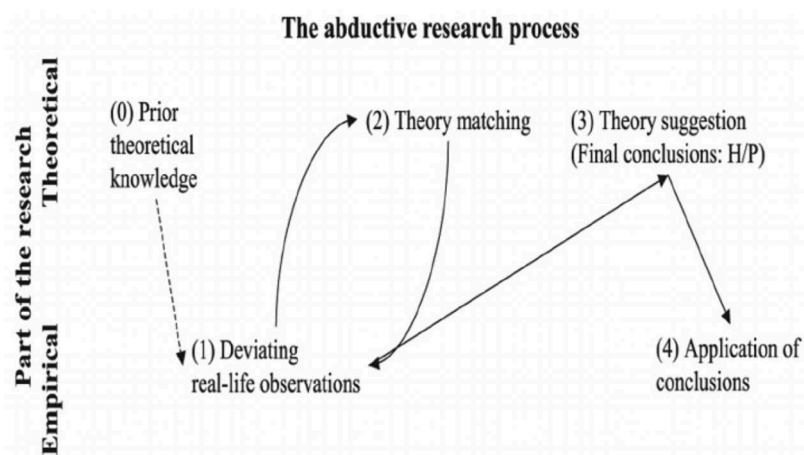 The abductive research process
Part of the research
Theoretical
Empirical
(0) Prior
theoretical
knowledge
(2) Theory matching
(3) Theory suggestion
(Final conclusions: H/P)
(1) Deviating
real-life observations
(4) Application of
conclusions